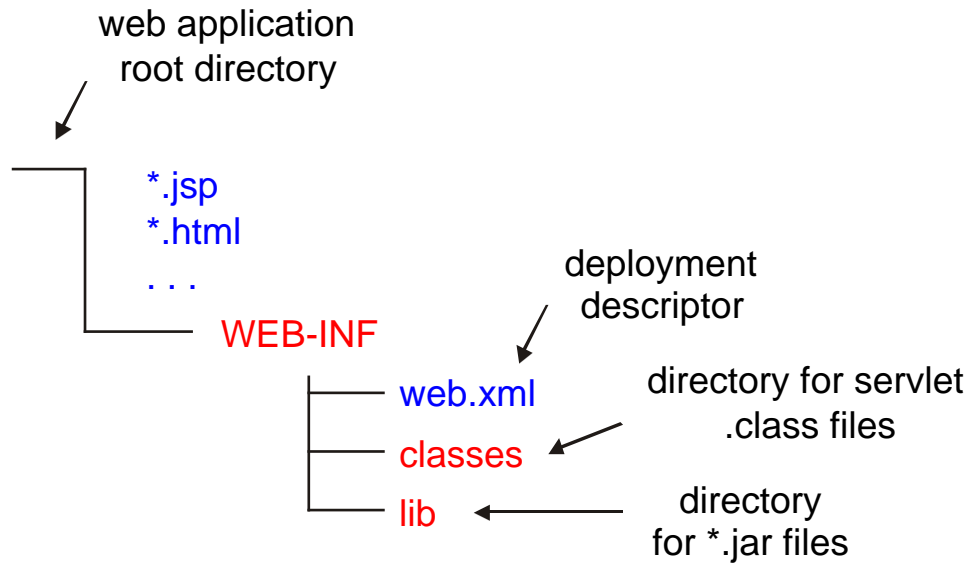 web application
root directory
*.jsp
*.html
. . .
deployment
descriptor
WEB-INF
web.xml
directory for servlet
.class files
classes
lib
directory
for *.jar files